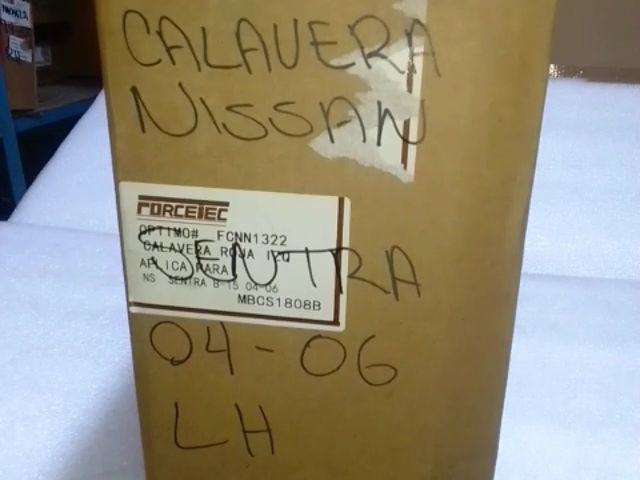 CALAVERA
NISSAN
FORCETEC
OPTIMO# FCNN1322
CALAVERA ROJA IZQ
APLICA PARA
NS SENTRA B-15 04-06
MBCS1808B
SENTRA
04-06
LH